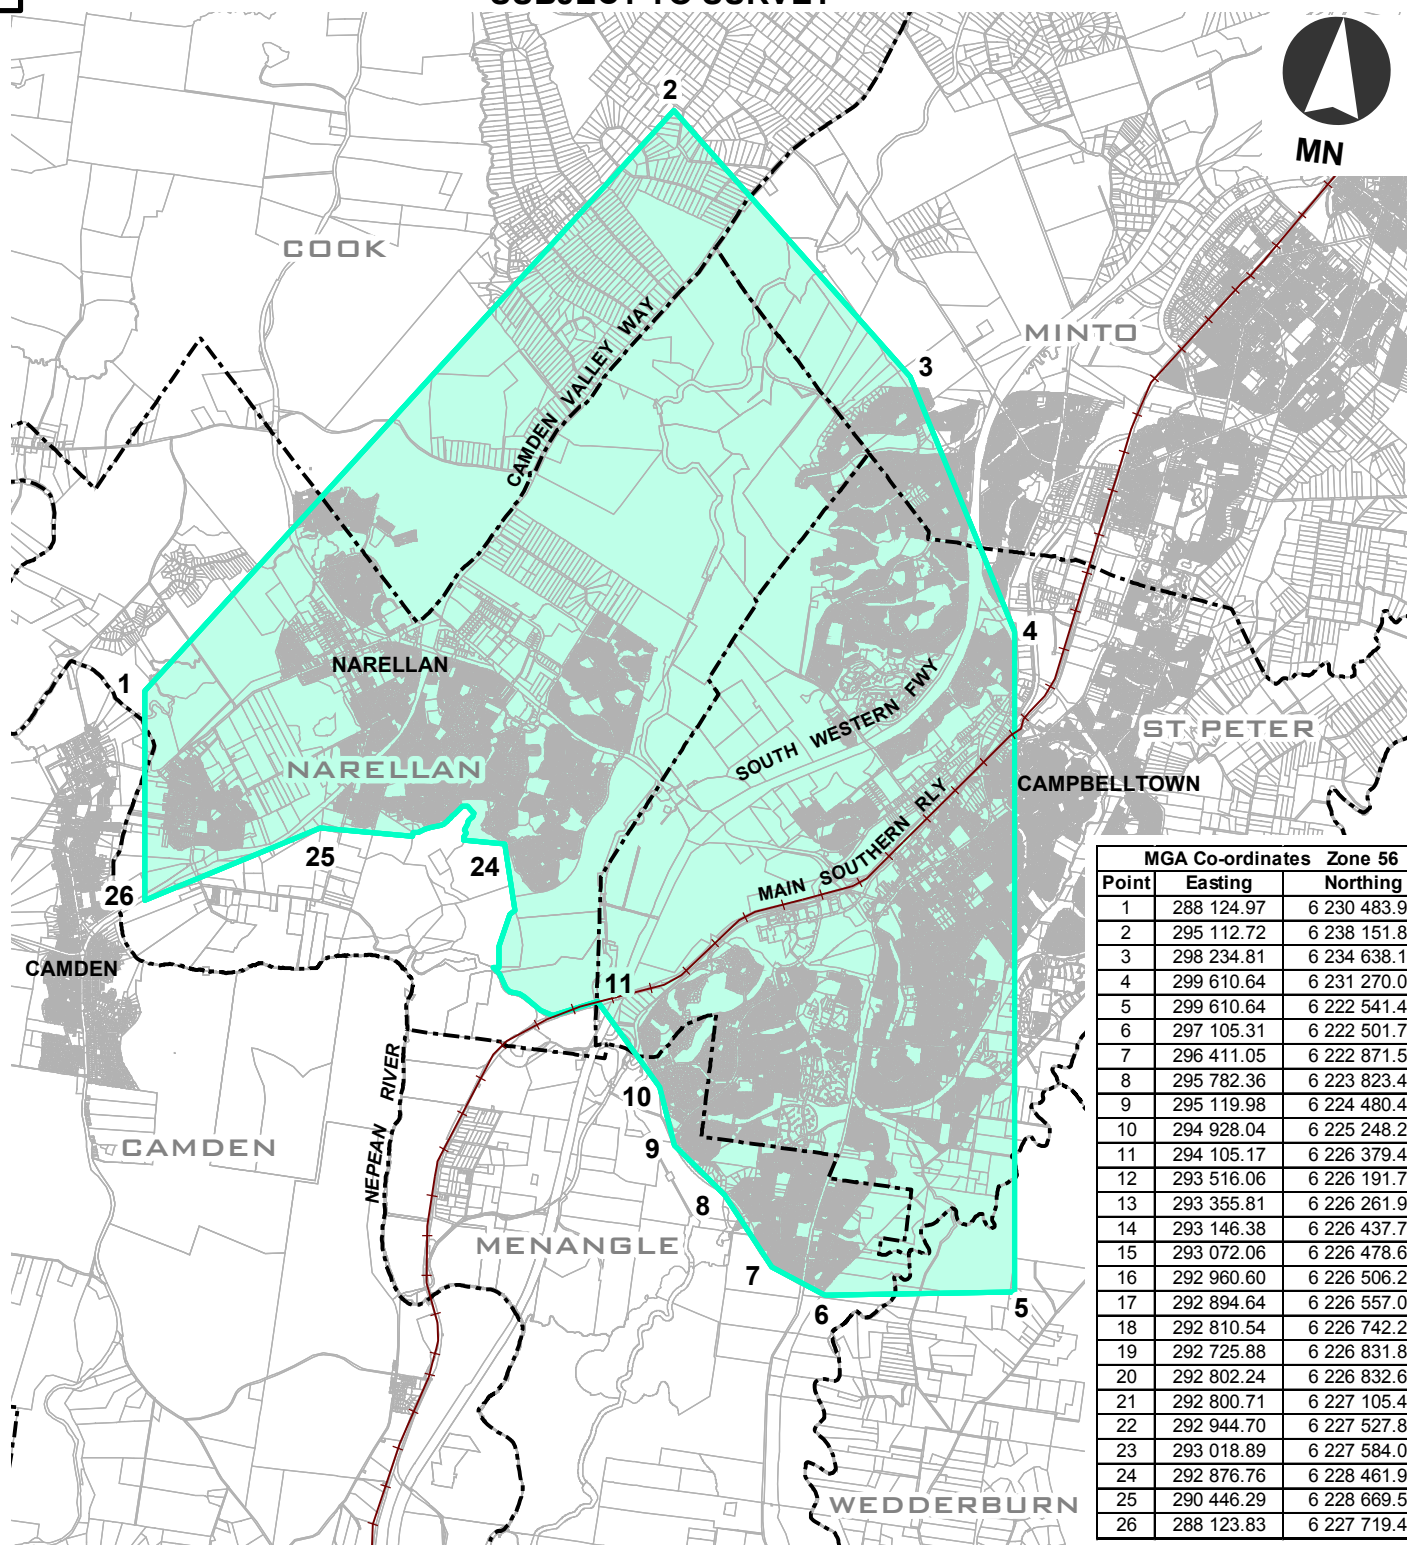 SUBJECT TO SURVEY
MN
2
COOK
CAMDEN VALLEY WAY
MINTO
3
4
1
NARELLAN
SOUTH WESTERN FWY
ST PETER
NARELLAN
CAMPBELLTOWN
MAIN SOUTHERN RLY
25
24
26
CAMDEN
11
NEPEAN RIVER
10
CAMDEN
9
8
MENANGLE
7
6
5
WEDDERBURN
MGA Co-ordinates Zone 56
Point Easting Northing
1 288 124.97 6 230 483.9
2 295 112.72 6 238 151.8
3 298 234.81 6 234 638.1
4 299 610.64 6 231 270.0
5 299 610.64 6 222 541.4
6 297 105.31 6 222 501.7
7 296 411.05 6 222 871.5
8 295 782.36 6 223 823.4
9 295 119.98 6 224 480.4
10 294 928.04 6 225 248.2
11 294 105.17 6 226 379.4
12 293 516.06 6 226 191.7
13 293 355.81 6 226 261.9
14 293 146.38 6 226 437.7
15 293 072.06 6 226 478.6
16 292 960.60 6 226 506.2
17 292 894.64 6 226 557.0
18 292 810.54 6 226 742.2
19 292 725.88 6 226 831.8
20 292 802.24 6 226 832.6
21 292 800.71 6 227 105.4
22 292 944.70 6 227 527.8
23 293 018.89 6 227 584.0
24 292 876.76 6 228 461.9
25 290 446.29 6 228 669.5
26 288 123.83 6 227 719.4